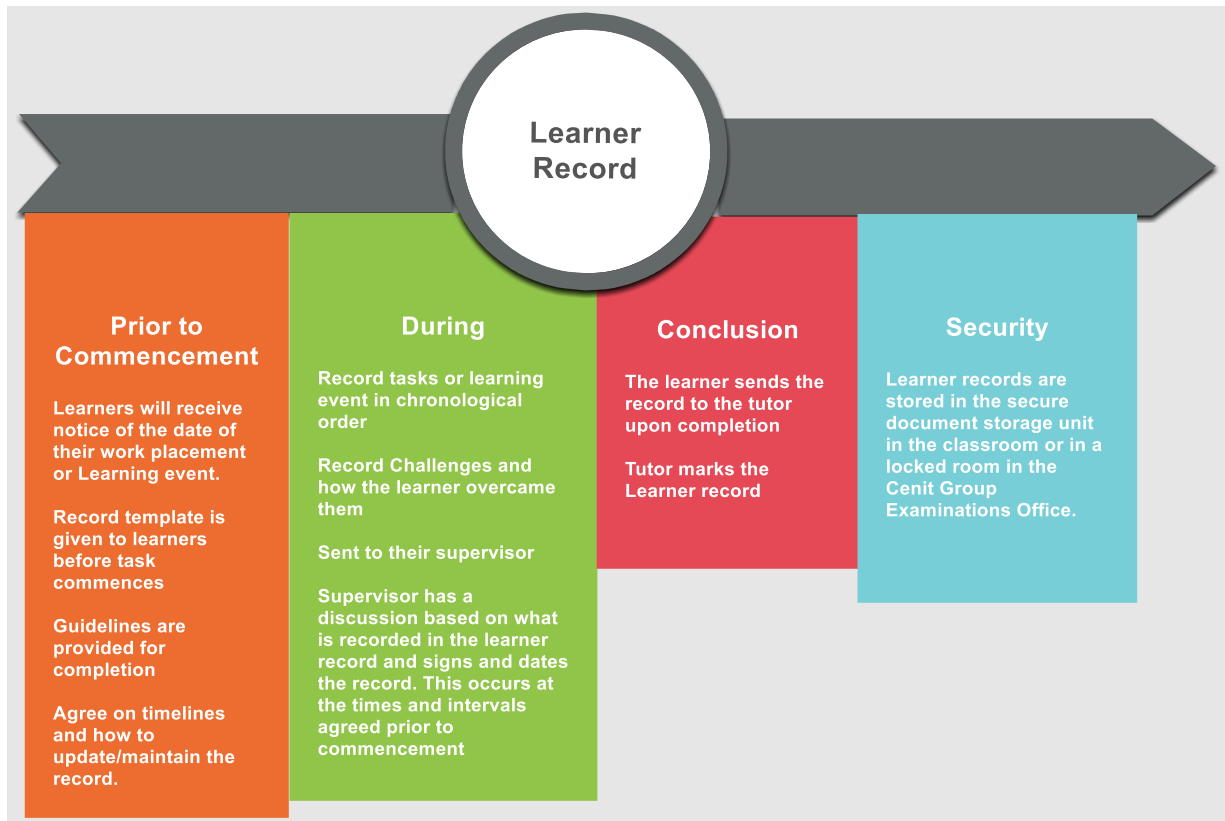 Learner
Record
Prior to
Commencement
Learners will receive
notice of the date of
their work placement
or Learning event.
Record template is
given to learners
before task
commences
Guidelines are
provided for
completion
Agree on timelines
and how to
update/maintain the
record.
During
Record tasks or learning
event in chronological
order
Record Challenges and
how the learner overcame
them
Sent to their supervisor
Supervisor has a
discussion based on what
is recorded in the learner
record and signs and dates
the record. This occurs at
the times and intervals
agreed prior to
commencement
Conclusion
The learner sends the
record to the tutor
upon completion
Tutor marks the
Learner record
Security
Learner records are
stored in the secure
document storage unit
in the classroom or in a
locked room in the
Cenit Group
Examinations Office.